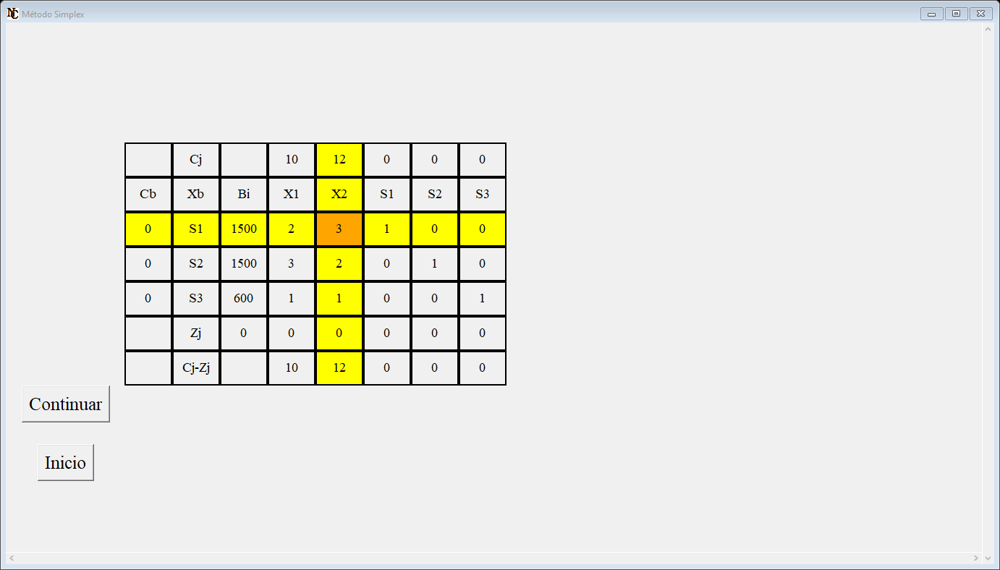 NC Método Simplex
Cj 10 12 0 0 0
Cb Xb Bi X1 X2 S1 S2 S3
0 S1 1500 2 3 1 0 0
0 S2 1500 3 2 0 1 0
0 S3 600 1 1 0 0 1
Zj 0 0 0 0 0 0
Cj-Zj 10 12 0 0 0
Continuar
Inicio